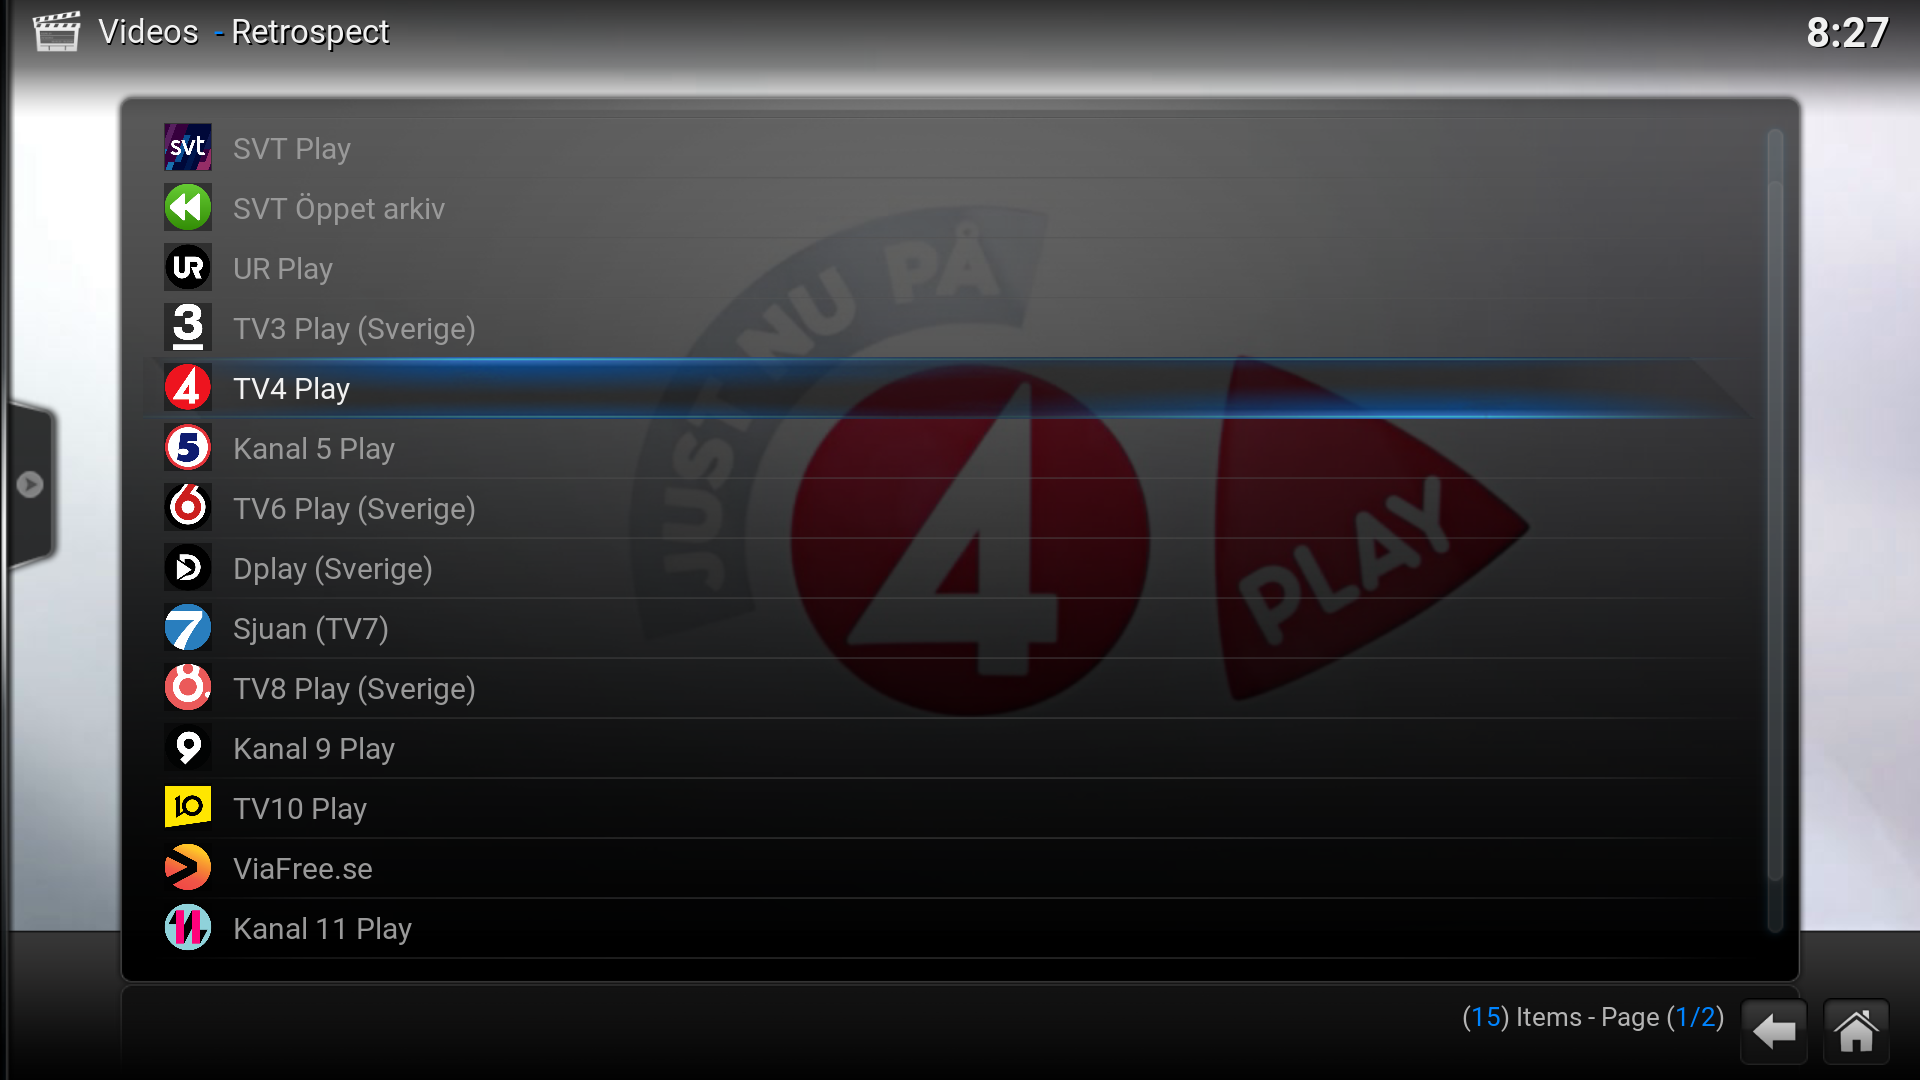 Videos - Retrospect
8:27
svt SVT Play
SVT Öppet arkiv
UR UR Play
3 TV3 Play (Sverige)
4 TV4 Play
5 Kanal 5 Play
6 TV6 Play (Sverige)
D Dplay (Sverige)
7 Sjuan (TV7)
8 TV8 Play (Sverige)
9 Kanal 9 Play
10 TV10 Play
ViaFree.se
11 Kanal 11 Play
JUST NU PÅ
4
PLAY
(15) Items - Page (1/2)